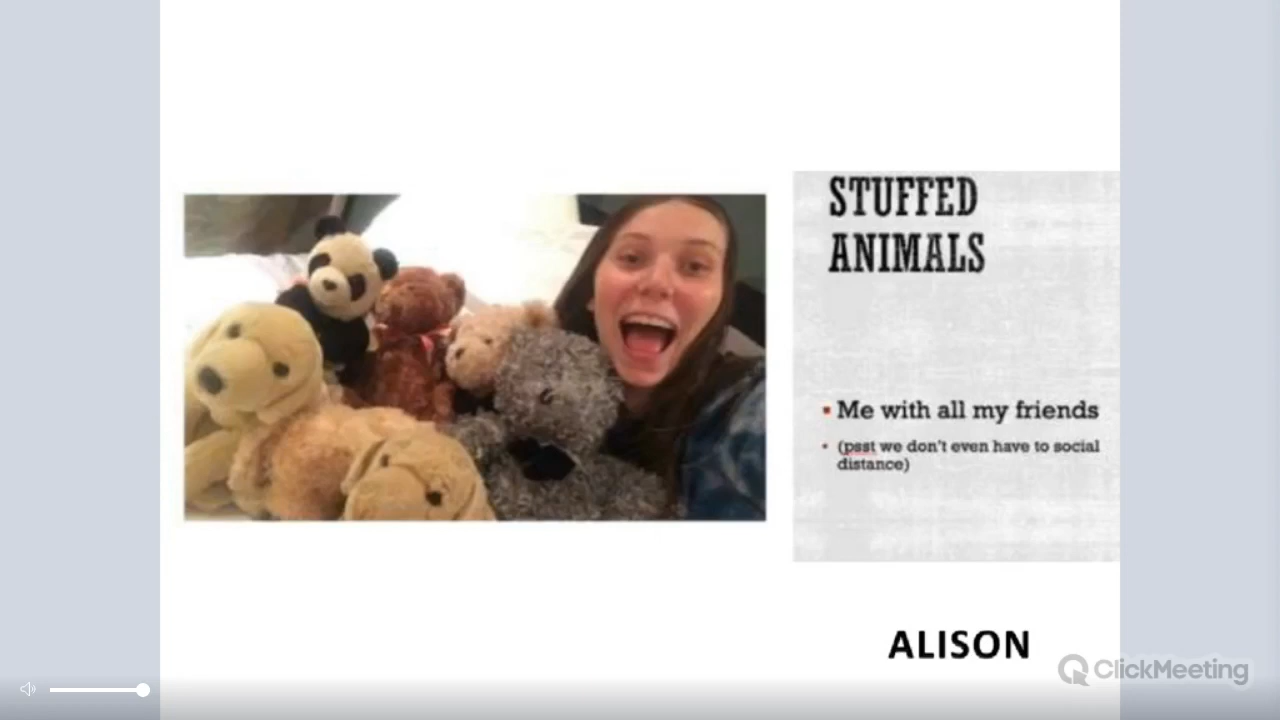 STUFFED
ANIMALS
Me with all my friends
(psst we don't even have to social
distance)
ALISON
ClickMeeting